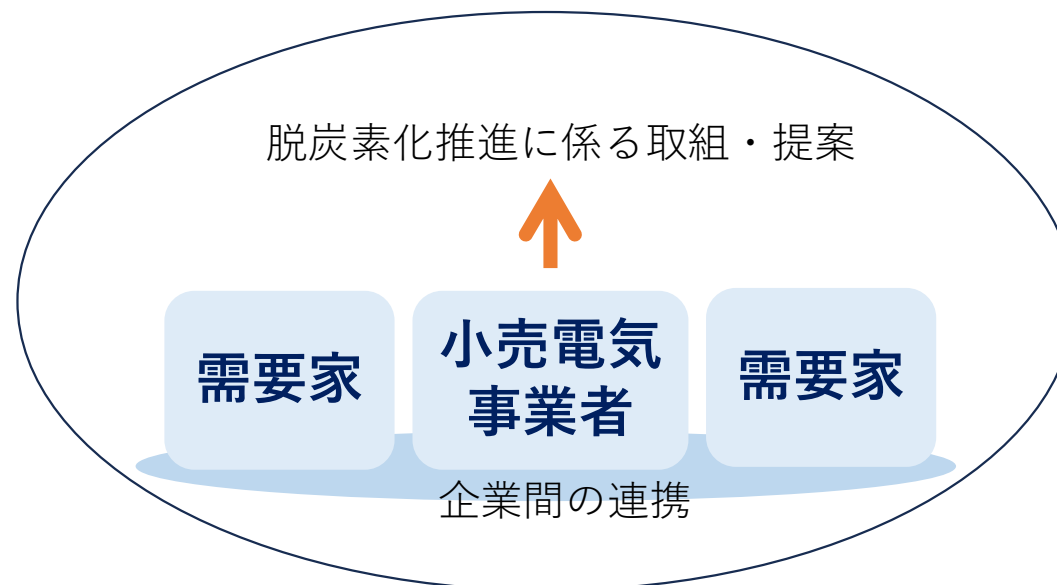 脱炭素化推進に係る取組・提案
需要家
小売電気
事業者
需要家
企業間の連携